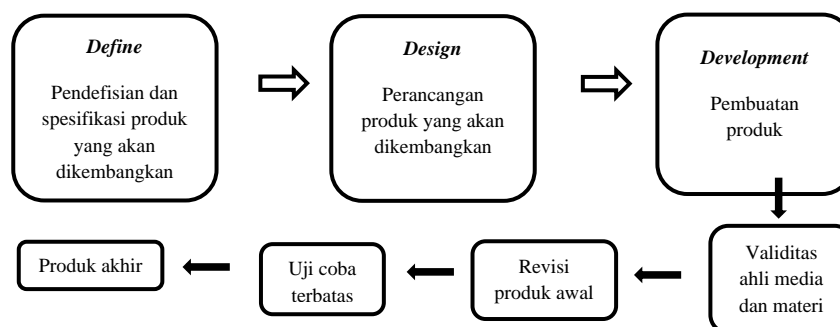 Define
Pendefisian dan
spesifikasi produk
yang akan
dikembangkan
Design
Perancangan
produk yang akan
dikembangkan
Development
Pembuatan
produk
Validitas
ahli media
dan materi
Revisi
produk awal
Uji coba
terbatas
Produk akhir